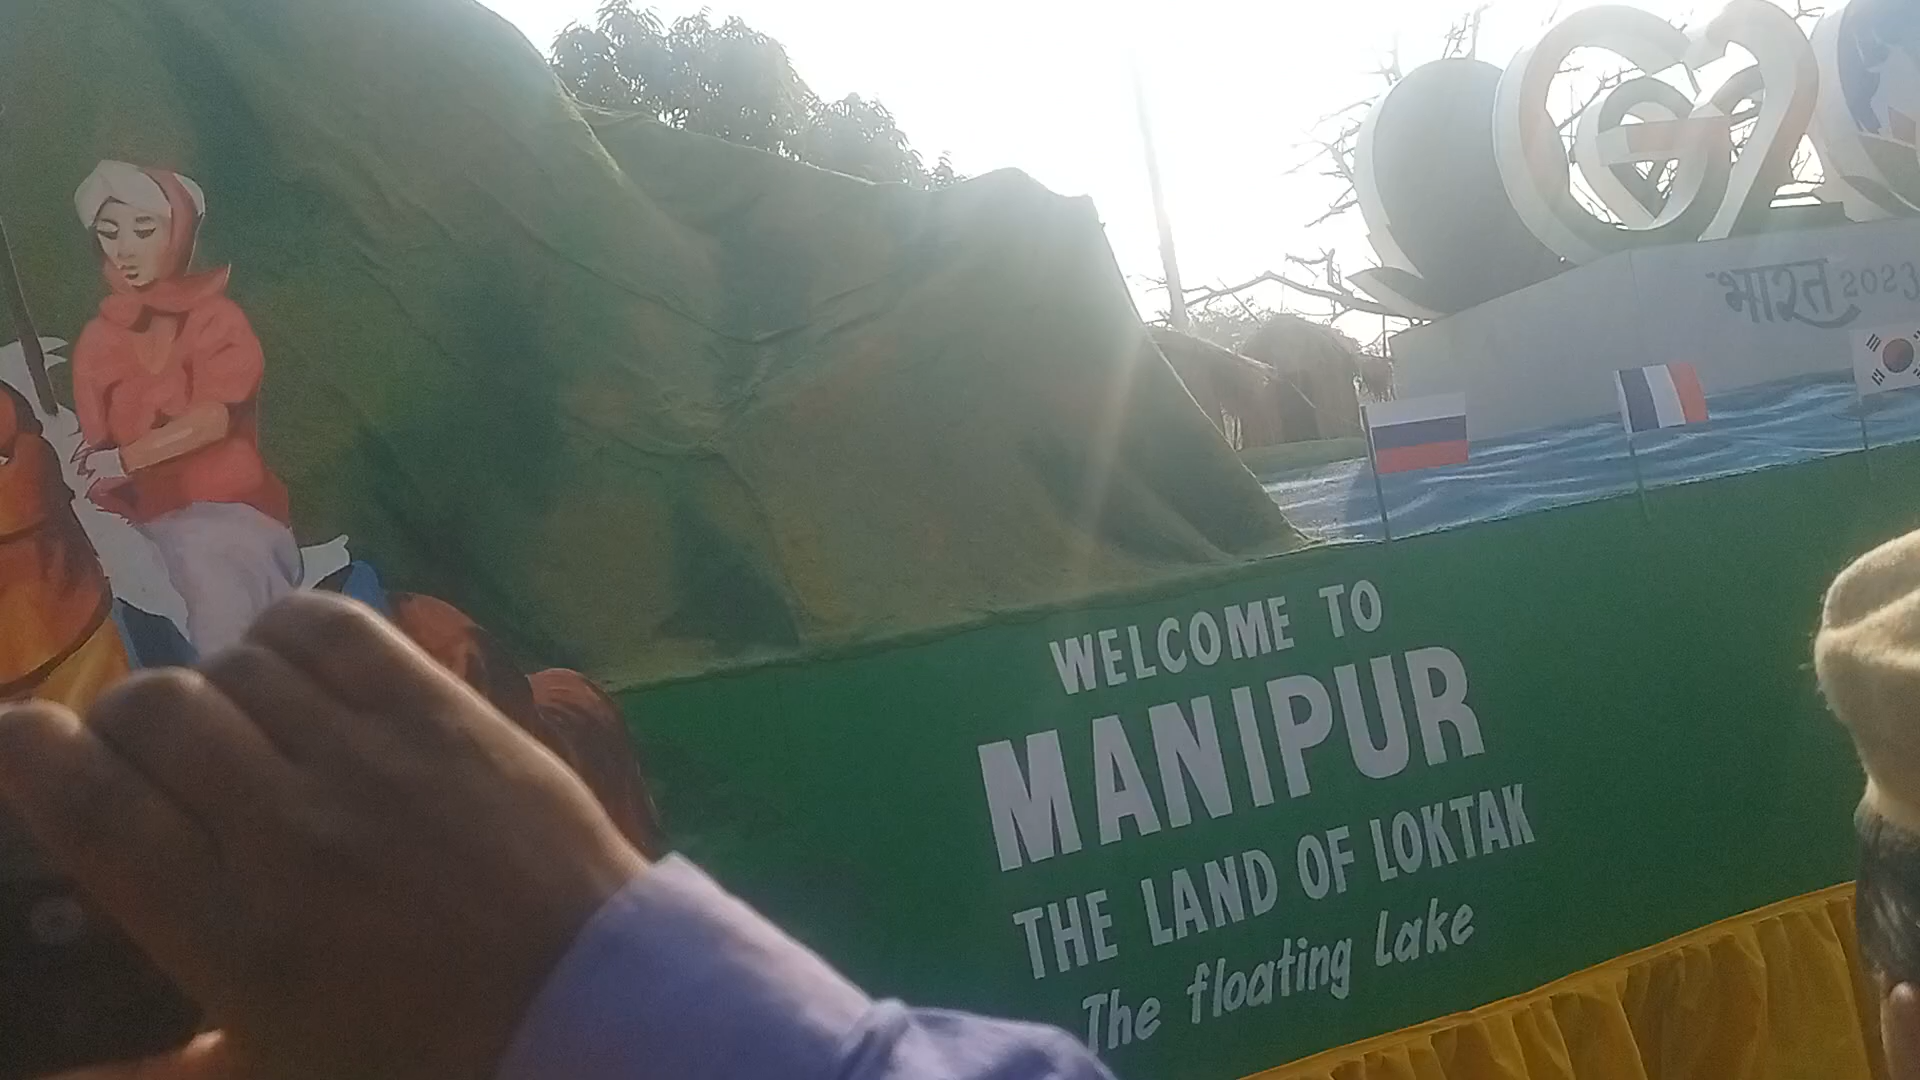 भारत 2023
WELCOME TO
MANIPUR
THE LAND OF LOKTAK
The floating Lake